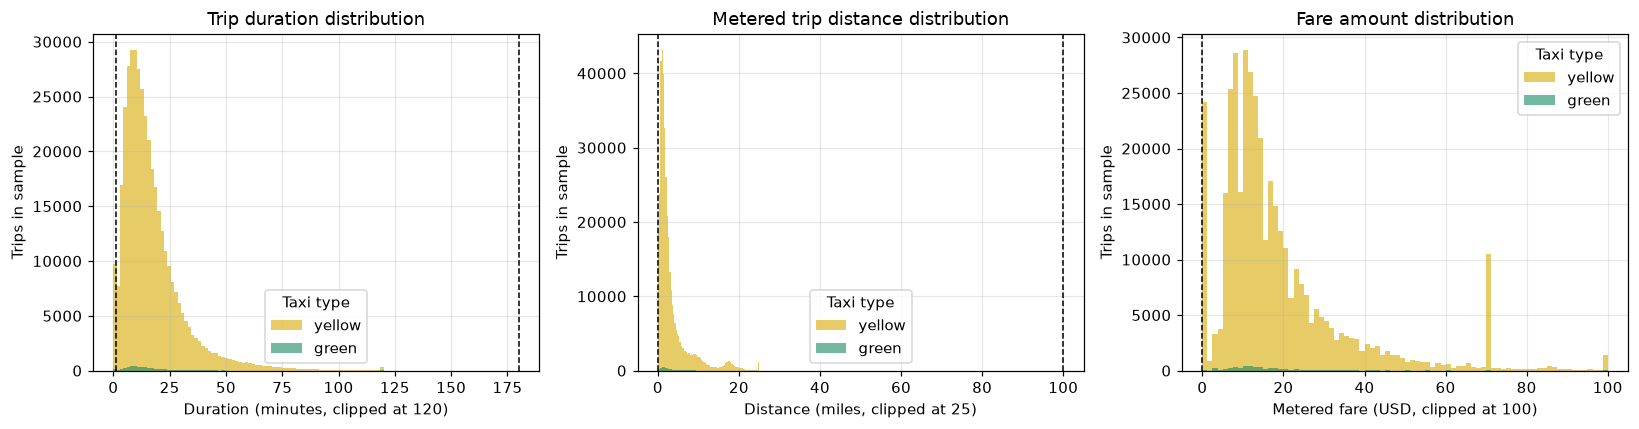 Trip duration distribution
Trips in sample
30000
25000
20000
15000
10000
5000
0
Taxi type
yellow
green
0 25 50 75 100 125 150 175
Duration (minutes, clipped at 120)
Metered trip distance distribution
Trips in sample
40000
30000
20000
10000
0
Taxi type
yellow
green
0 20 40 60 80 100
Distance (miles, clipped at 25)
Fare amount distribution
Trips in sample
30000
25000
20000
15000
10000
5000
0
Taxi type
yellow
green
0 20 40 60 80 100
Metered fare (USD, clipped at 100)